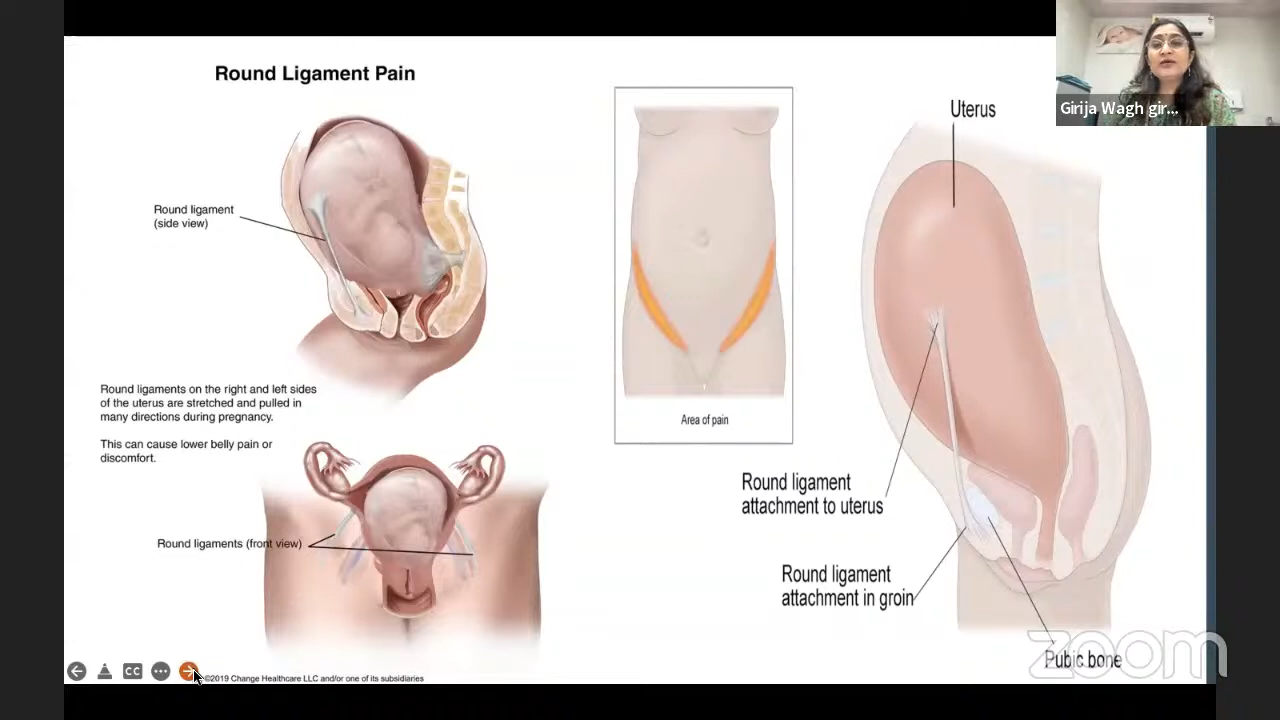 Round Ligament Pain
Round ligament
(side view)
Round ligaments on the right and left sides
of the uterus are stretched and pulled in
many directions during pregnancy.
This can cause lower belly pain or
discomfort.
Round ligaments (front view)
©2019 Change Healthcare LLC and/or one of its subsidiaries
CC
Area of pain
Uterus
Round ligament
attachment to uterus
Round ligament
attachment in groin
Pubic bone
zoom
Girija Wagh gir...